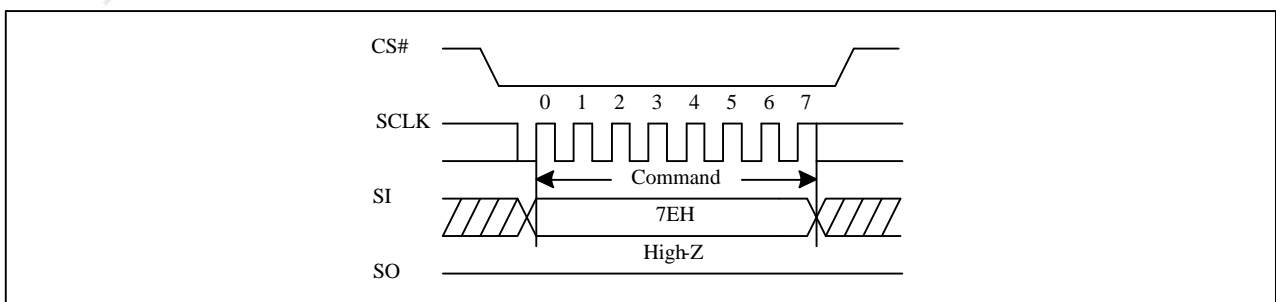 CS#
0 1 2 3 4 5 6 7
SCLK
Command
SI
7EH
High-Z
SO